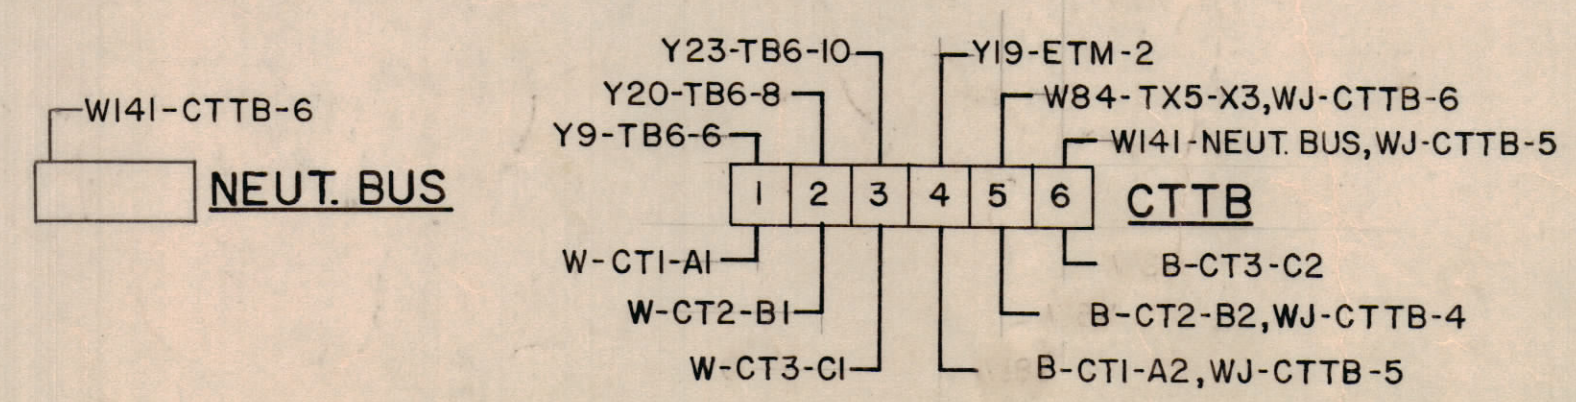 Y23-TB6-10
Y19-ETM-2
Y20-TB6-8
W84-TX5-X3,WJ-CTTB-6
W141-CTTB-6
Y9-TB6-6
W141-NEUT. BUS,WJ-CTTB-5
NEUT. BUS
1 2 3 4 5 6
CTTB
W-CT1-A1
B-CT3-C2
W-CT2-B1
B-CT2-B2,WJ-CTTB-4
W-CT3-C1
B-CT1-A2,WJ-CTTB-5